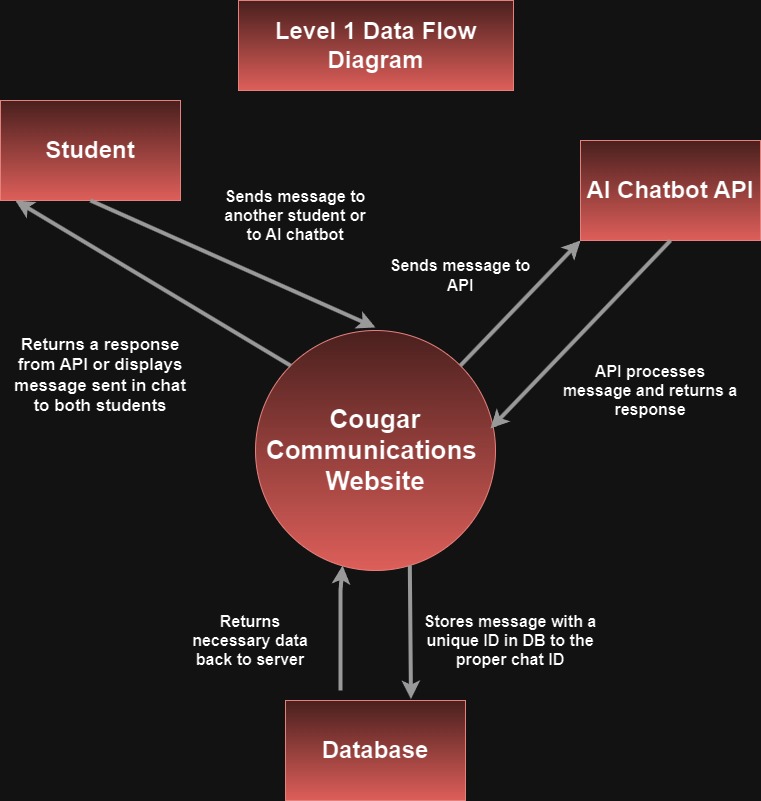 Level 1 Data Flow
Diagram
Student
AI Chatbot API
Sends message to
another student or
to AI chatbot
Sends message to
API
Returns a response
from API or displays
message sent in chat
to both students
API processes
message and returns a
response
Cougar
Communications
Website
Returns
necessary data
back to server
Stores message with a
unique ID in DB to the
proper chat ID
Database